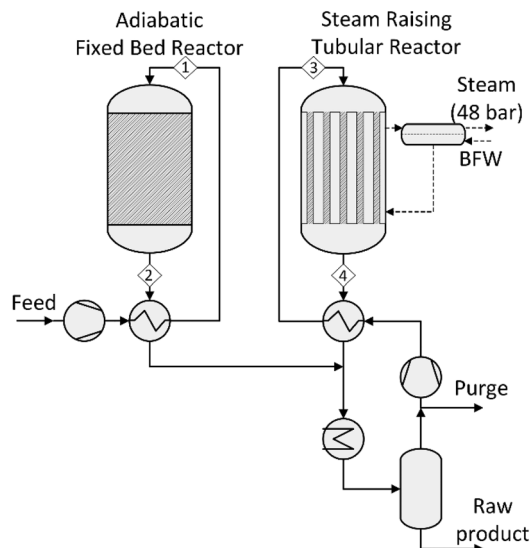 Adiabatic
Fixed Bed Reactor
Steam Raising
Tubular Reactor
1
3
Steam
(48 bar)
BFW
2
4
Feed
Purge
Raw
product